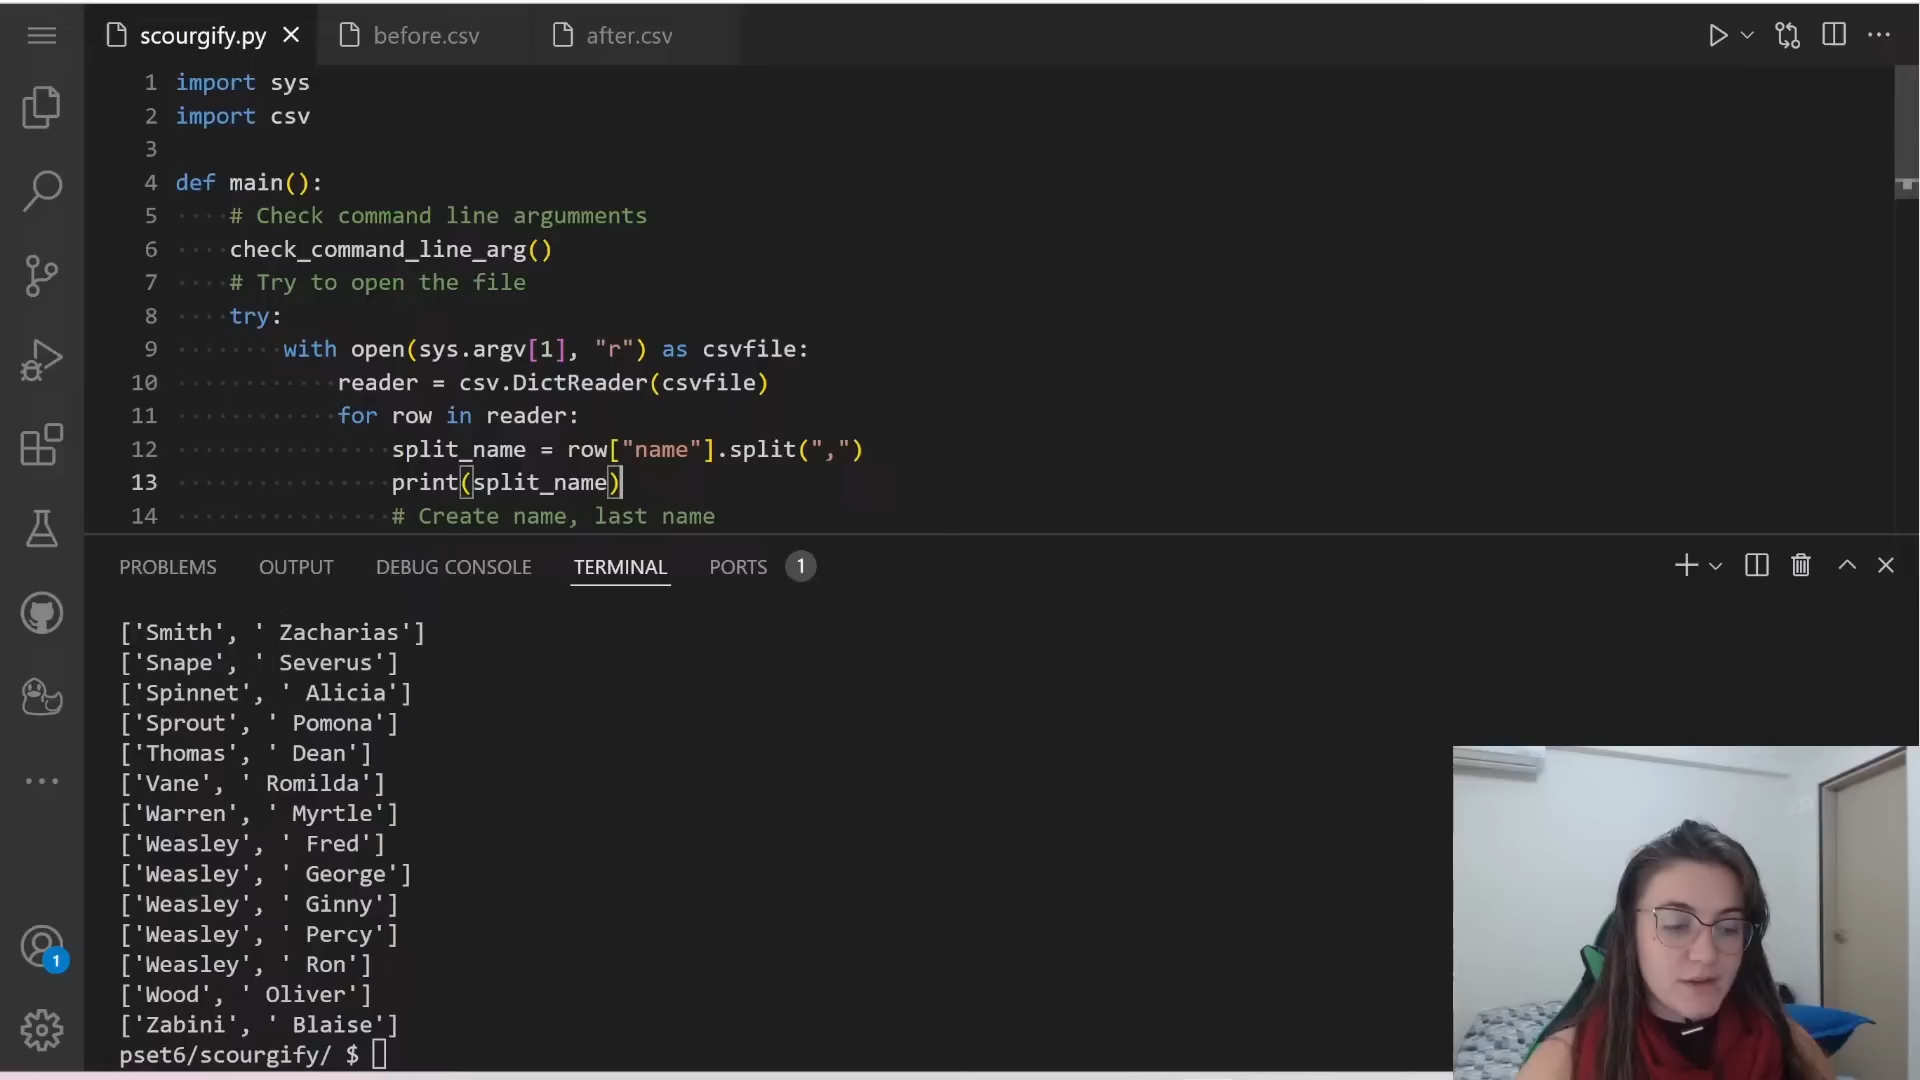 scourgify.py
before.csv
after.csv
1 import sys
2 import csv
3
4 def main():
5 # Check command line argumments
6 check_command_line_arg()
7 # Try to open the file
8 try:
9 with open(sys.argv[1], "r") as csvfile:
10 reader = csv.DictReader(csvfile)
11 for row in reader:
12 split_name = row["name"].split(",")
13 print(split_name)
14 # Create name, last name
PROBLEMS OUTPUT DEBUG CONSOLE TERMINAL PORTS 1
['Smith', ' Zacharias']
['Snape', ' Severus']
['Spinnet', ' Alicia']
['Sprout', ' Pomona']
['Thomas', ' Dean']
['Vane', ' Romilda']
['Warren', ' Myrtle']
['Weasley', ' Fred']
['Weasley', ' George']
['Weasley', ' Ginny']
['Weasley', ' Percy']
['Weasley', ' Ron']
['Wood', ' Oliver']
['Zabini', ' Blaise']
pset6/scourgify/ $
1